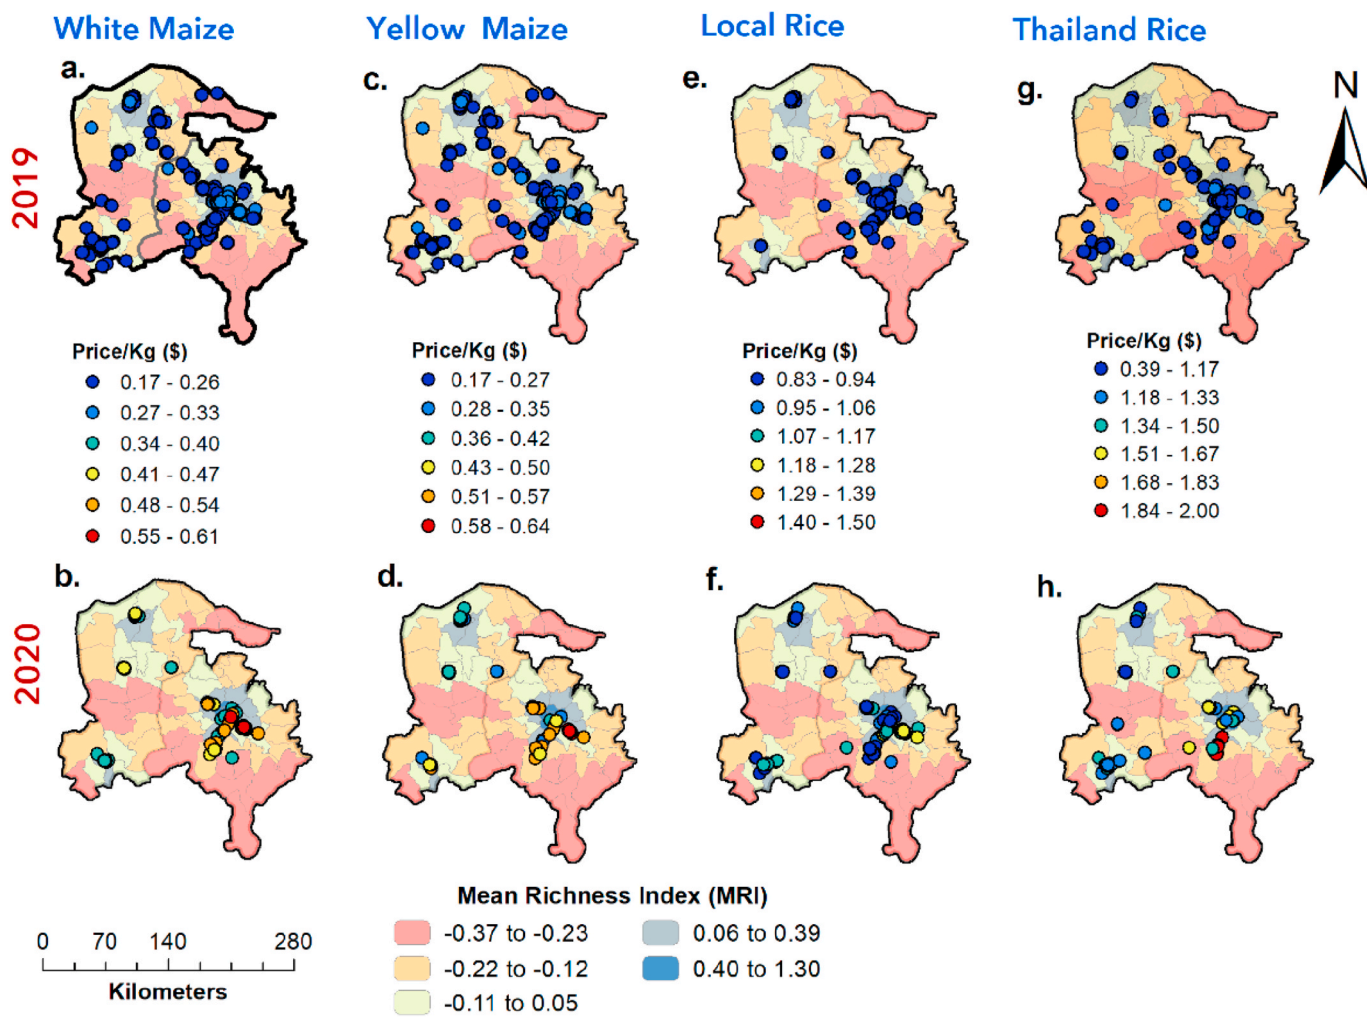 White Maize
Yellow Maize
Local Rice
Thailand Rice
2019
a.
c.
e.
g.
N
Price/Kg ($)
0.17 - 0.26
0.27 - 0.33
0.34 - 0.40
0.41 - 0.47
0.48 - 0.54
0.55 - 0.61
Price/Kg ($)
0.17 - 0.27
0.28 - 0.35
0.36 - 0.42
0.43 - 0.50
0.51 - 0.57
0.58 - 0.64
Price/Kg ($)
0.83 - 0.94
0.95 - 1.06
1.07 - 1.17
1.18 - 1.28
1.29 - 1.39
1.40 - 1.50
Price/Kg ($)
0.39 - 1.17
1.18 - 1.33
1.34 - 1.50
1.51 - 1.67
1.68 - 1.83
1.84 - 2.00
2020
b.
d.
f.
h.
0 70 140 280
Kilometers
Mean Richness Index (MRI)
-0.37 to -0.23
-0.22 to -0.12
-0.11 to 0.05
0.06 to 0.39
0.40 to 1.30